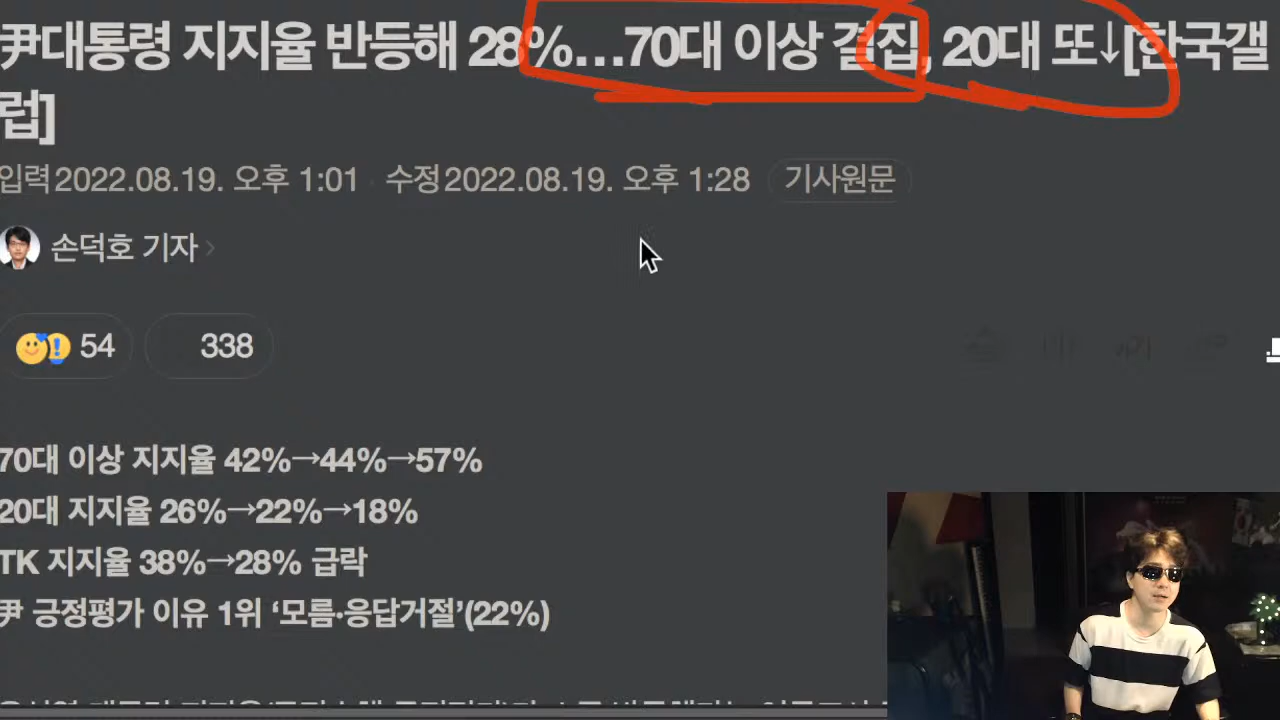 尹대통령 지지율 반등해 28%…70대 이상 결집, 20대 또↓[한국갤
럽]
입력2022.08.19. 오후 1:01 수정2022.08.19. 오후 1:28 기사원문
손덕호 기자
54 338
70대 이상 지지율 42%→44%→57%
20대 지지율 26%→22%→18%
TK 지지율 38%→28% 급락
尹 긍정평가 이유 1위 ‘모름·응답거절’(22%)